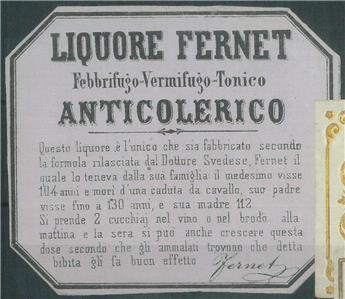 LIQUORE FERNET
Febbrifugo-Vermifugo-Tonico
ANTICOLERICO
Questo liquore è l'unico che sia fabbricato secondo
la formola rilasciata dal Dottore Svedese, Fernet il
quale lo teneva dalla sua famiglia il medesimo visse
104 anni e morì d'una caduta da cavallo, suo padre
visse fino a 130 anni, e sua madre 112
Si prende 2 cucchiaj nel vino o nel brodo alla
mattina e la sera si può anche crescere questa
dose secondo che gli ammalati trovono che detta
bibita gli fa buon effetto Fernet